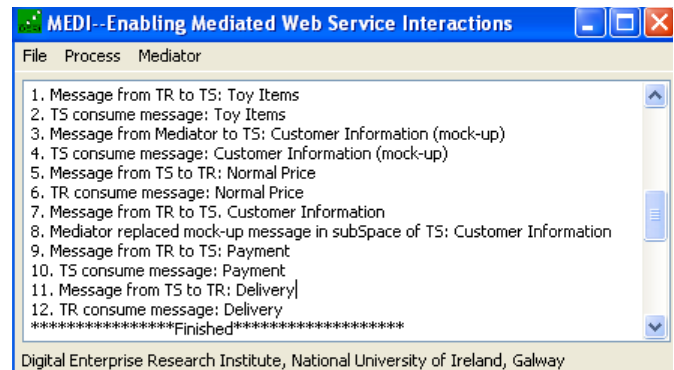 MEDI--Enabling Mediated Web Service Interactions
File Process Mediator
1. Message from TR to TS: Toy Items
2. TS consume message: Toy Items
3. Message from Mediator to TS: Customer Information (mock-up)
4. TS consume message: Customer Information (mock-up)
5. Message from TS to TR: Normal Price
6. TR consume message: Normal Price
7. Message from TR to TS. Customer Information
8. Mediator replaced mock-up message in subSpace of TS: Customer Information
9. Message from TR to TS: Payment
10. TS consume message: Payment
11. Message from TS to TR: Delivery
12. TR consume message: Delivery
*****************Finished********************
Digital Enterprise Research Institute, National University of Ireland, Galway